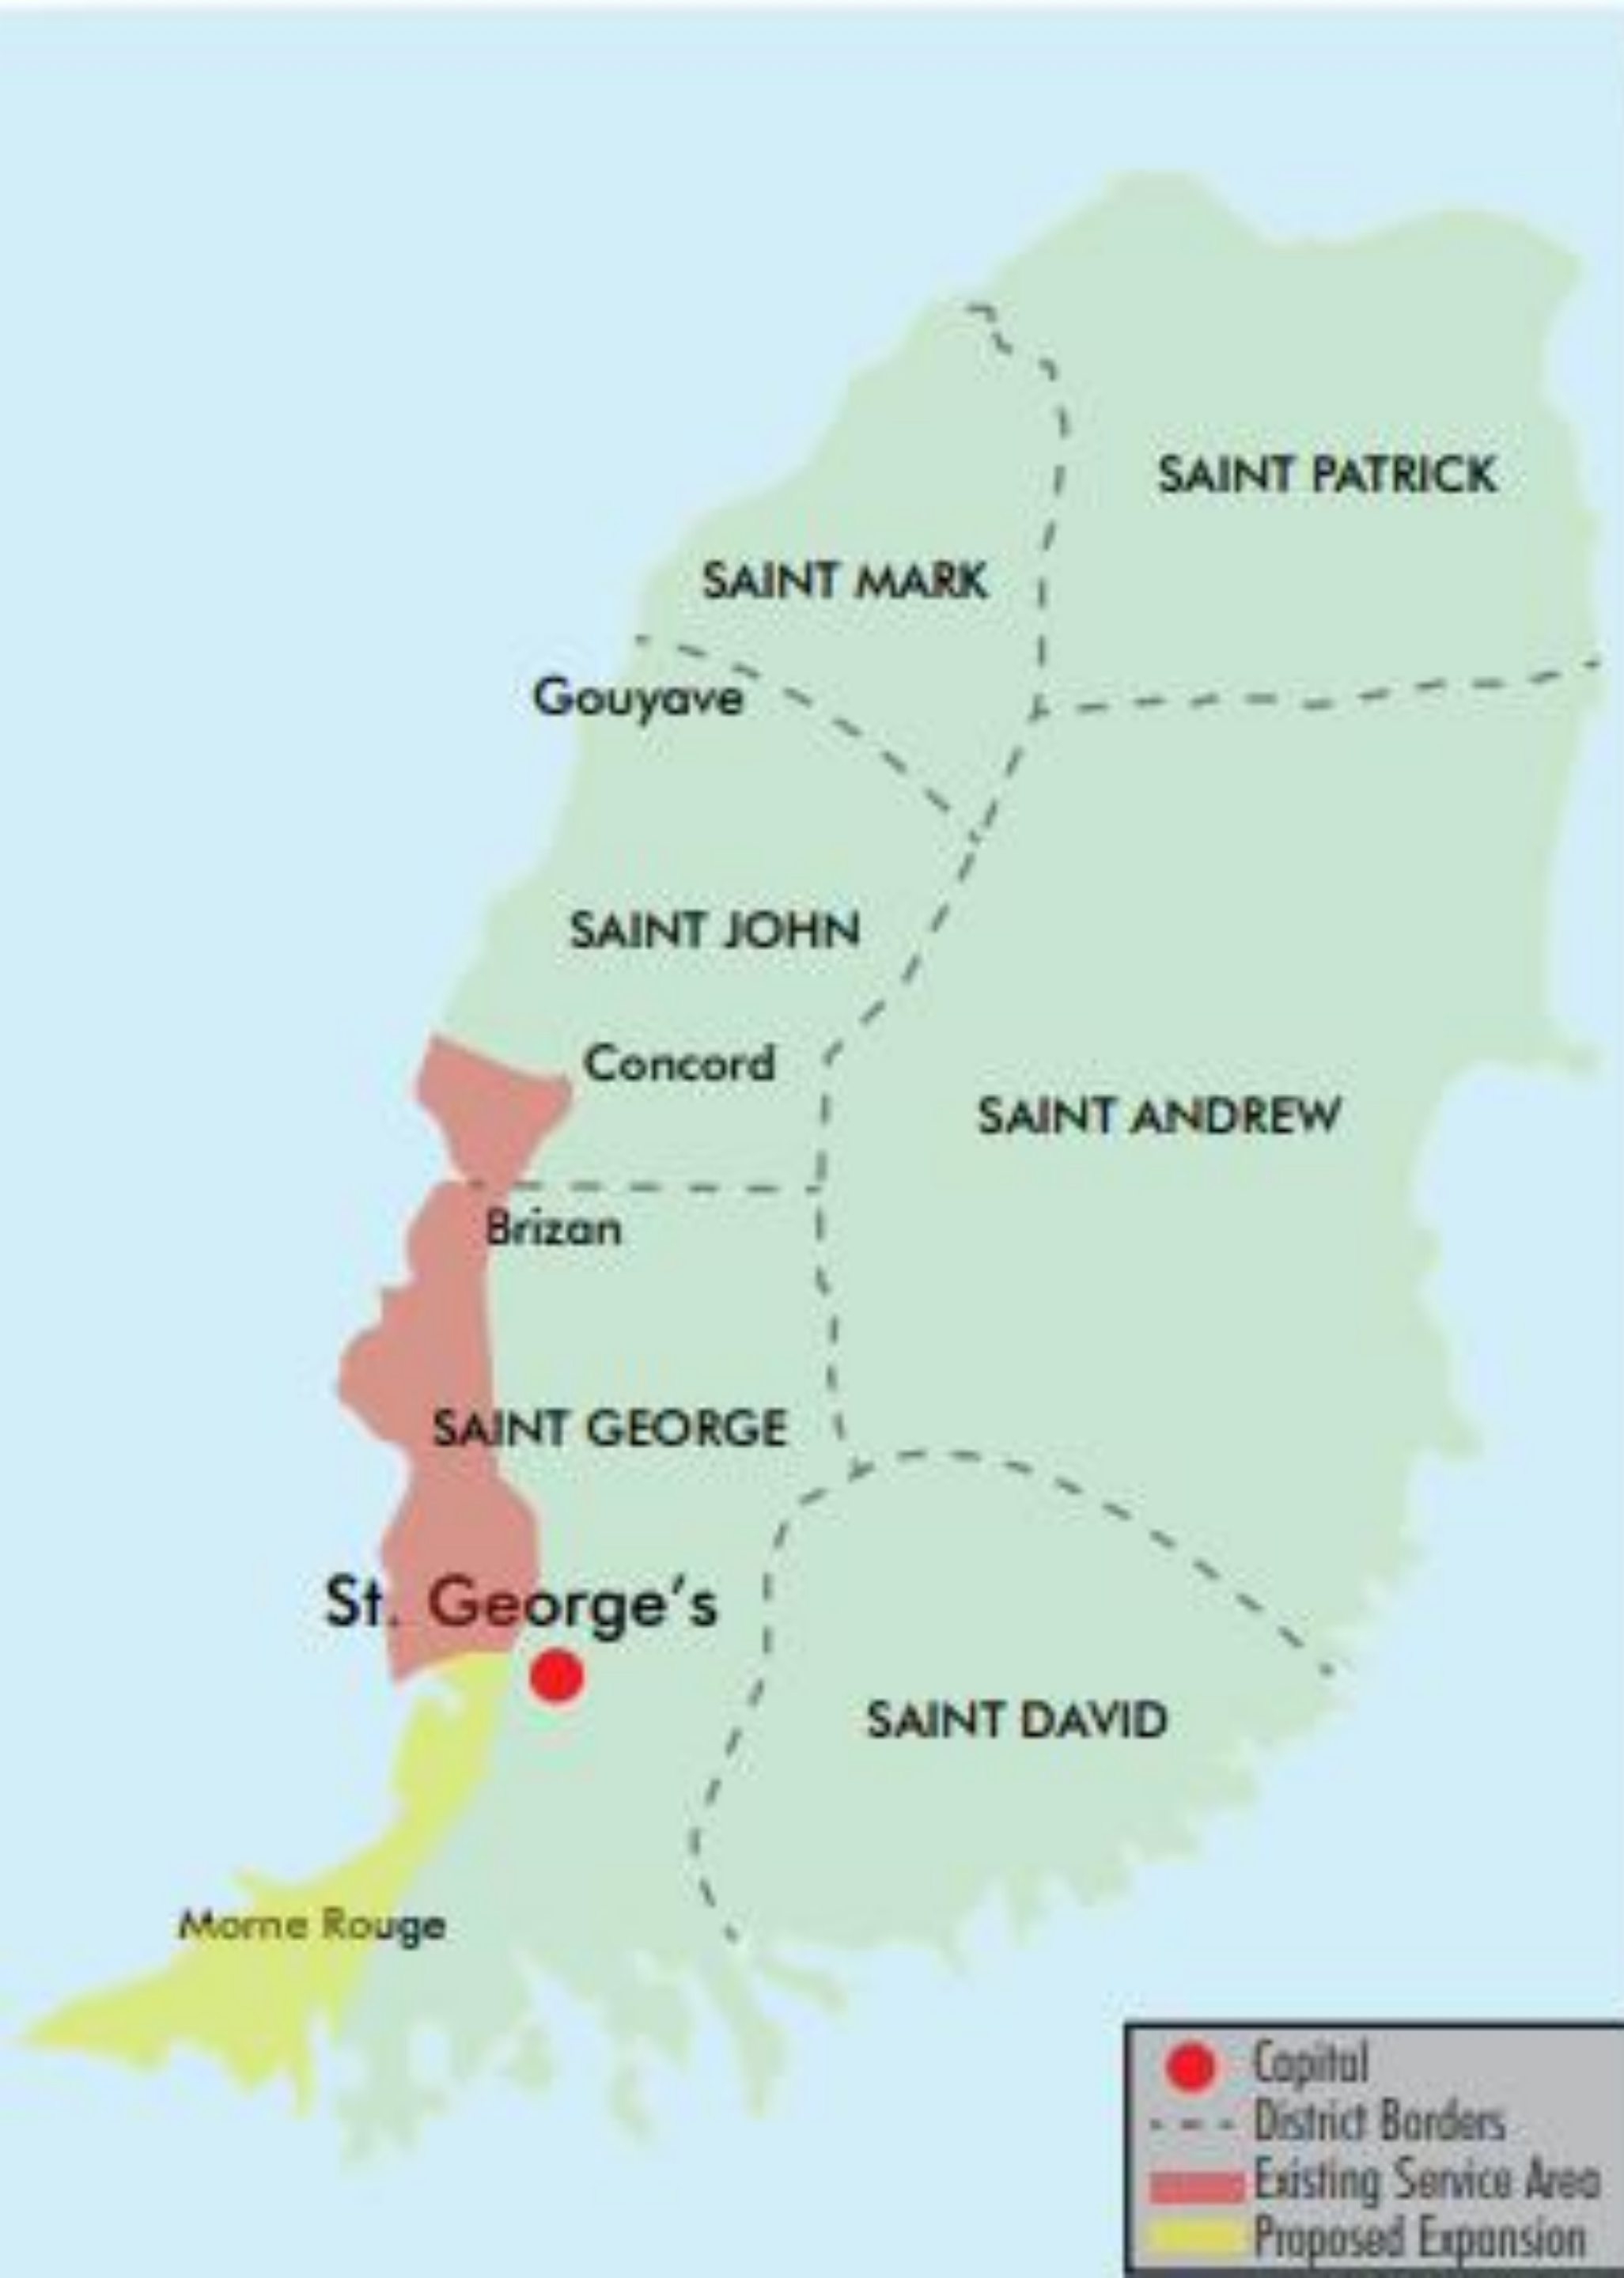 SAINT PATRICK
SAINT MARK
Gouyave
SAINT JOHN
Concord
SAINT ANDREW
Brizan
SAINT GEORGE
St. George's
SAINT DAVID
Morne Rouge
Capital
District Borders
Existing Service Area
Proposed Expansion